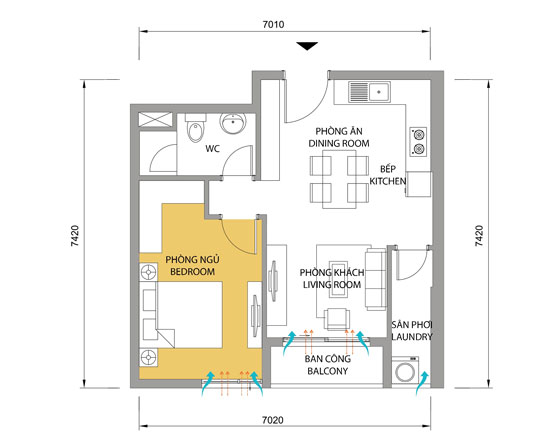 7010
PHÒNG ĂN
DINING ROOM
WC
BẾP
KITCHEN
7420
7420
PHÒNG NGỦ
BEDROOM
PHÒNG KHÁCH
LIVING ROOM
SÂN PHƠI
LAUNDRY
BAN CÔNG
BALCONY
7020